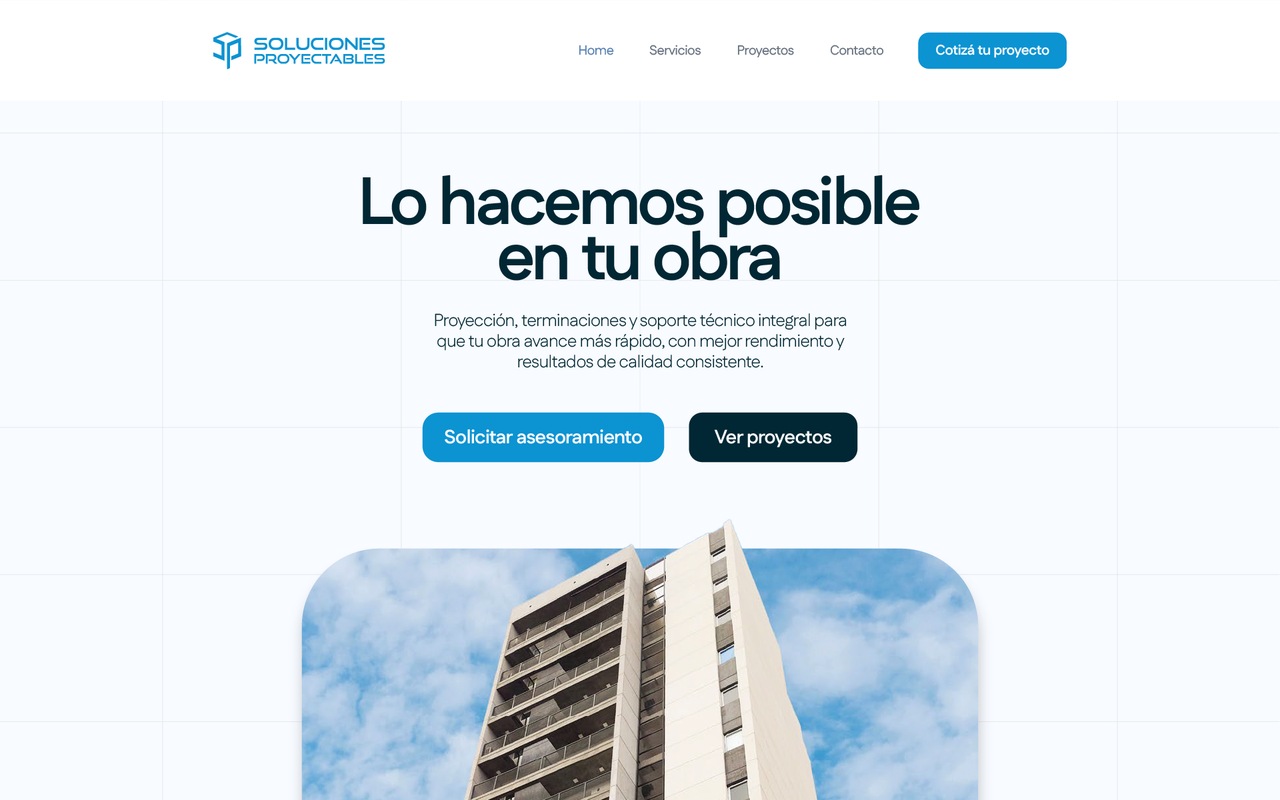 SOLUCIONES
PROYECTABLES
Home
Servicios
Proyectos
Contacto
Cotizá tu proyecto
Lo hacemos posible
en tu obra
Proyección, terminaciones y soporte técnico integral para
que tu obra avance más rápido, con mejor rendimiento y
resultados de calidad consistente.
Solicitar asesoramiento
Ver proyectos